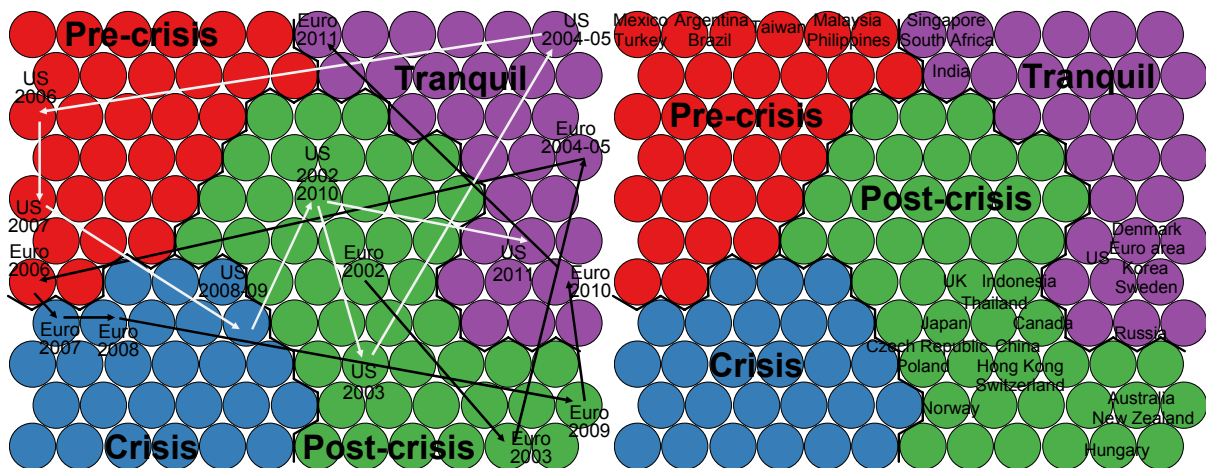 Pre-crisis
Euro
2011
US
2004-05
Tranquil
US
2006
Euro
2004-05
US
2002
2010
US
2007
Euro
2006
Euro
2002
US
2011
US
2008-09
Euro
2010
Euro
2007
Euro
2008
US
2003
Euro
2009
Crisis
Post-crisis
Euro
2003
Mexico
Turkey
Argentina
Brazil
Taiwan
Malaysia
Philippines
Singapore
South Africa
India
Tranquil
Pre-crisis
Post-crisis
Denmark
Euro area
US
Korea
Sweden
UK
Indonesia
Thailand
Japan
Canada
Russia
Crisis
Czech Republic
Poland
China
Hong Kong
Switzerland
Norway
Australia
New Zealand
Hungary